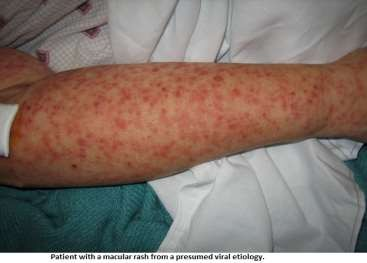 Patient with a macular rash from a presumed viral etiology.